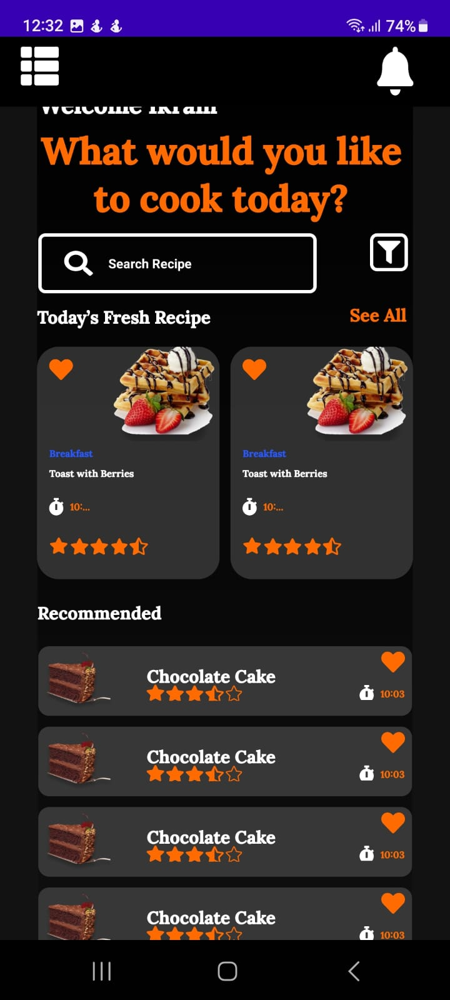 12:32
74%
Welcome Ikram
What would you like
to cook today?
Search Recipe
Today's Fresh Recipe
See All
Breakfast
Toast with Berries
10:...
Breakfast
Toast with Berries
10:...
Recommended
Chocolate Cake
10:03
Chocolate Cake
10:03
Chocolate Cake
10:03
Chocolate Cake
10:03